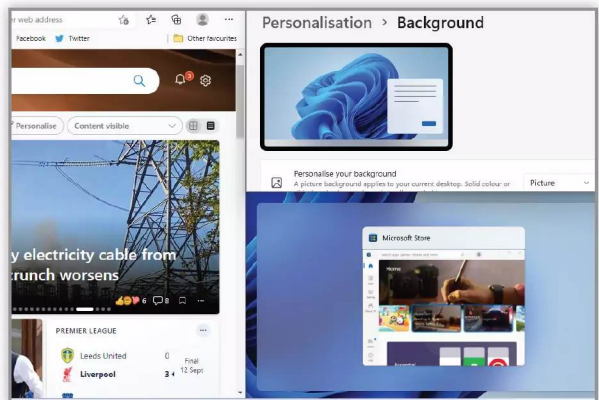 r web address
Facebook
Twitter
Other favourites
3
Personalise
Content visible
y electricity cable from
crunch worsens
6
8
PREMIER LEAGUE
Leeds United 0
Liverpool 3
Final
12 Sept
Personalisation > Background
Personalise your background
A picture background applies to your current desktop. Solid colour or
Picture
Microsoft Store
Home